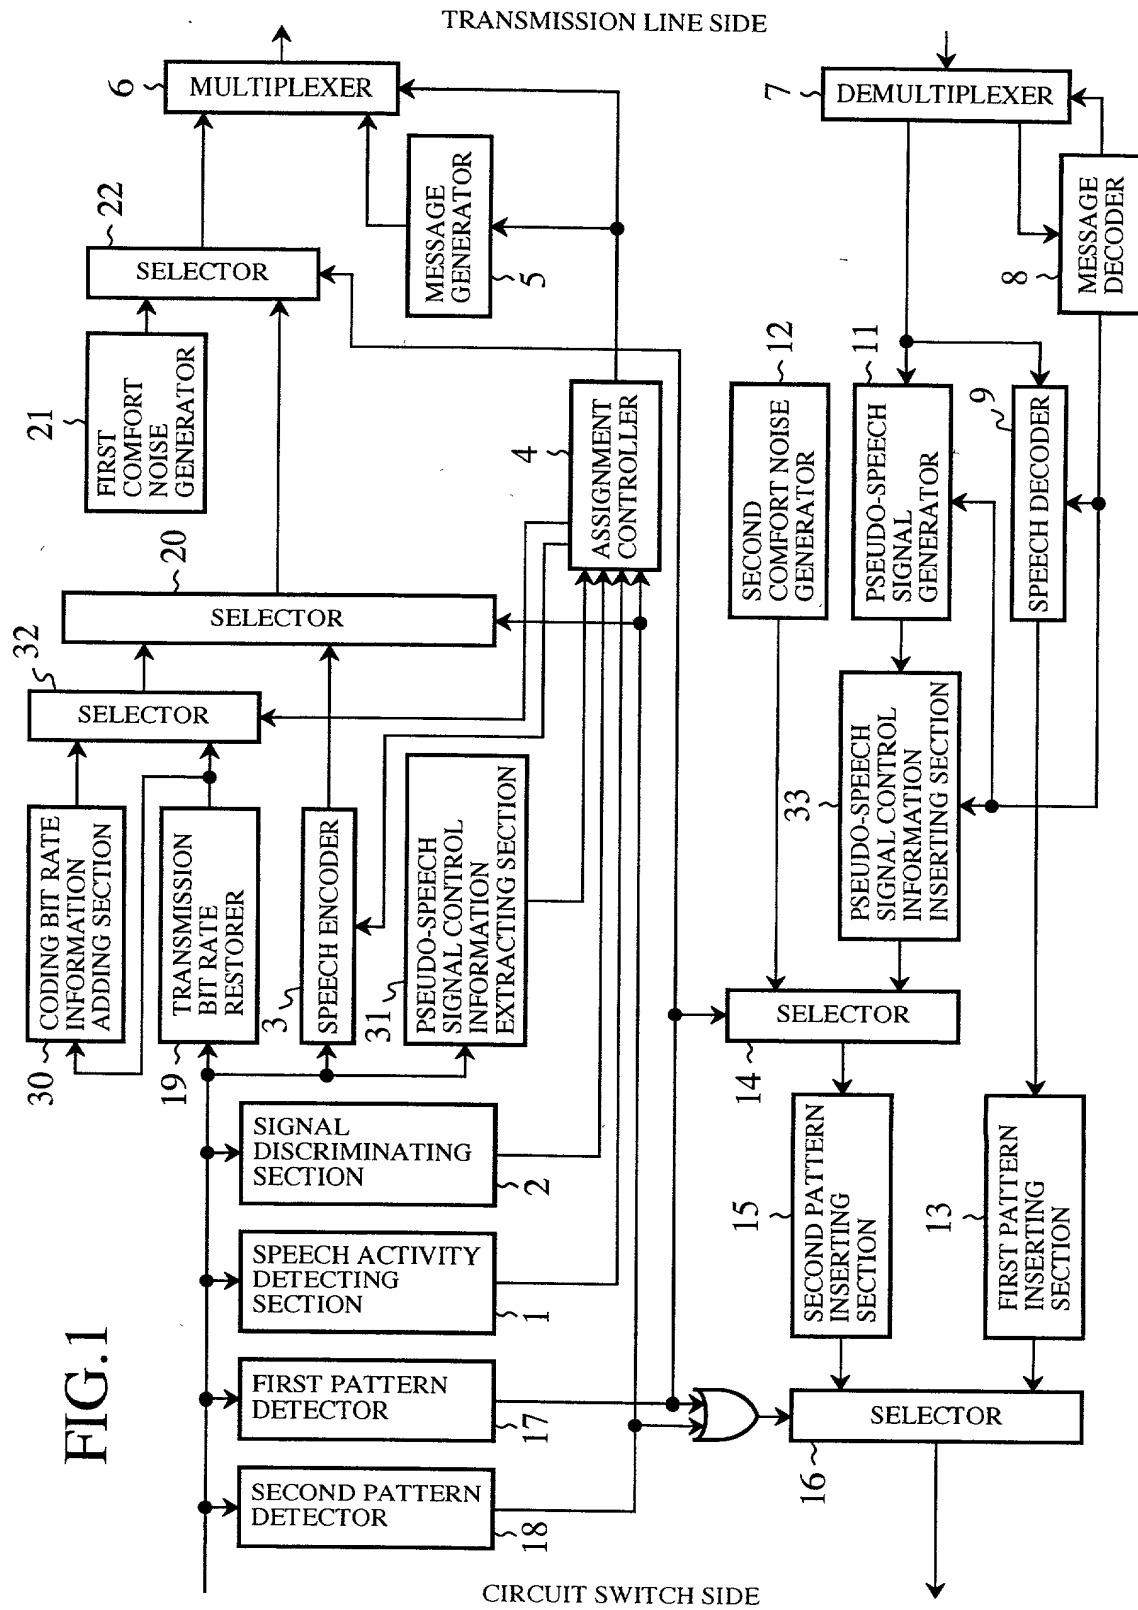 TRANSMISSION LINE SIDE
6
MULTIPLEXER
7
DEMULTIPLEXER
MESSAGE
GENERATOR
5
MESSAGE
DECODER
8
22
SELECTOR
21
FIRST
COMFORT
NOISE
GENERATOR
4
ASSIGNMENT
CONTROLLER
12
SECOND
COMFORT NOISE
GENERATOR
11
PSEUDO-SPEECH
SIGNAL
GENERATOR
9
SPEECH DECODER
20
SELECTOR
32
SELECTOR
33
PSEUDO-SPEECH
SIGNAL CONTROL
INFORMATION
INSERTING SECTION
30
CODING BIT RATE
INFORMATION
ADDING SECTION
19
TRANSMISSION
BIT RATE
RESTORER
3
SPEECH ENCODER
31
PSEUDO-SPEECH
SIGNAL CONTROL
INFORMATION
EXTRACTING SECTION
SELECTOR
14
SIGNAL
DISCRIMINATING
SECTION
2
15
SECOND PATTERN
INSERTING
SECTION
13
FIRST PATTERN
INSERTING
SECTION
SPEECH ACTIVITY
DETECTING
SECTION
1
FIG.1
FIRST PATTERN
DETECTOR
17
SELECTOR
16
SECOND PATTERN
DETECTOR
18
CIRCUIT SWITCH SIDE